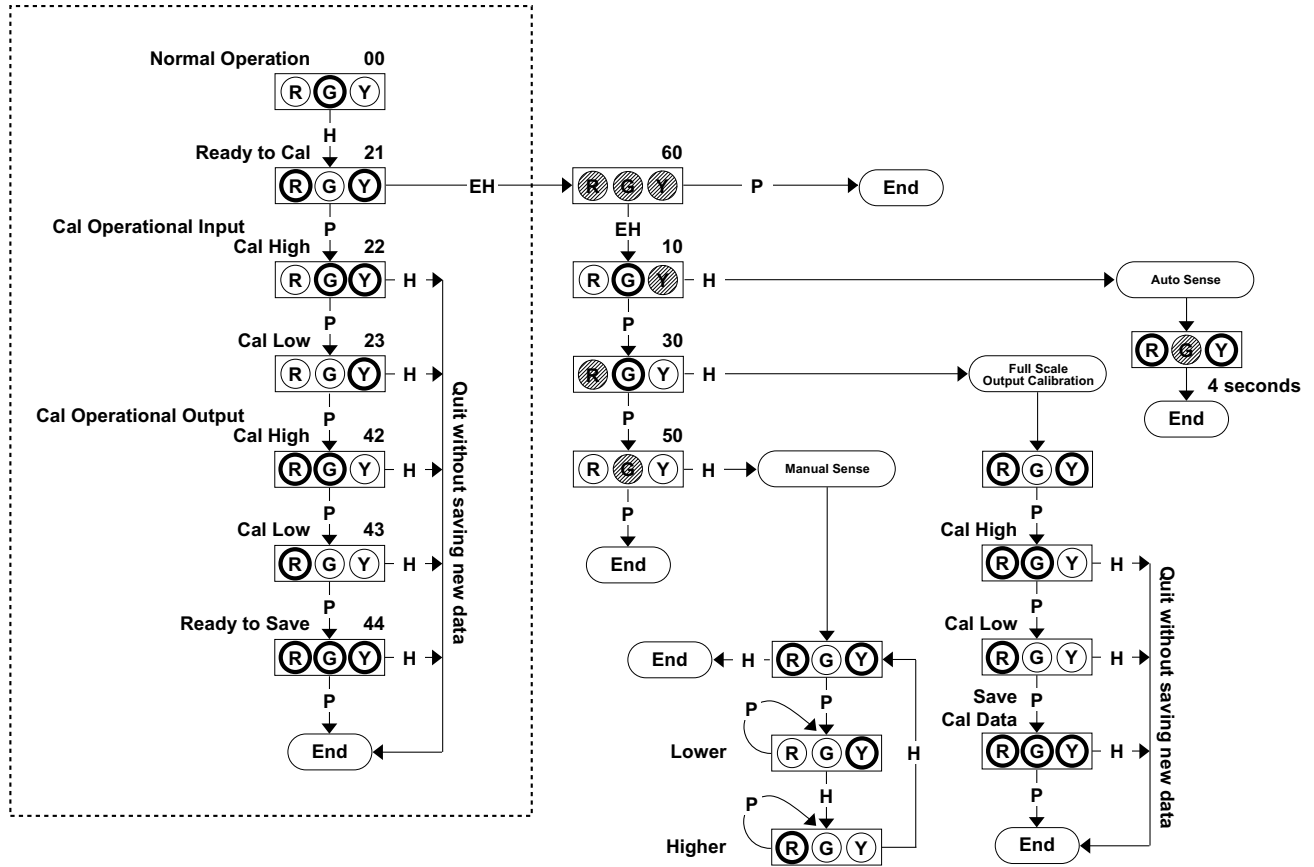 Normal Operation 00
R G Y
H
Ready to Cal 21
R G Y
EH
P
Cal Operational Input
Cal High 22
R G Y
H
P
Cal Low 23
R G Y
H
P
Cal Operational Output
Cal High 42
R G Y
H
P
Cal Low 43
R G Y
H
P
Ready to Save 44
R G Y
H
P
End
Quit without saving new data
60
R G Y
P
End
EH
10
R G Y
H
Auto Sense
R G Y
4 seconds
End
P
30
R G Y
H
Full Scale
Output Calibration
P
50
R G Y
H
Manual Sense
P
End
R G Y
H
End
P
Lower
P
R G Y
H
Higher
P
R G Y
H
R G Y
P
Cal High
R G Y
H
P
Cal Low
R G Y
H
P
Save
Cal Data
R G Y
H
P
End
Quit without saving new data